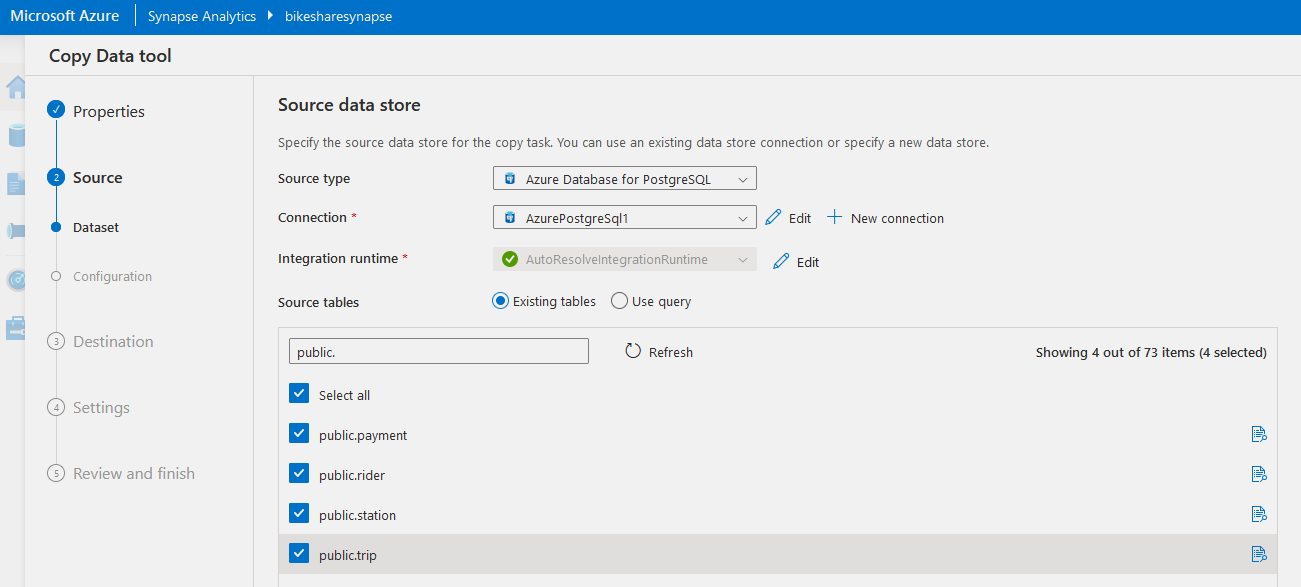 Microsoft Azure Synapse Analytics bikesharesynapse
Copy Data tool
Properties
2 Source
Dataset
Configuration
3 Destination
4 Settings
5 Review and finish
Source data store
Specify the source data store for the copy task. You can use an existing data store connection or specify a new data store.
Source type Azure Database for PostgreSQL
Connection * AzurePostgreSql1 Edit New connection
Integration runtime * AutoResolveIntegrationRuntime Edit
Source tables Existing tables Use query
public. Refresh Showing 4 out of 73 items (4 selected)
Select all
public.payment
public.rider
public.station
public.trip